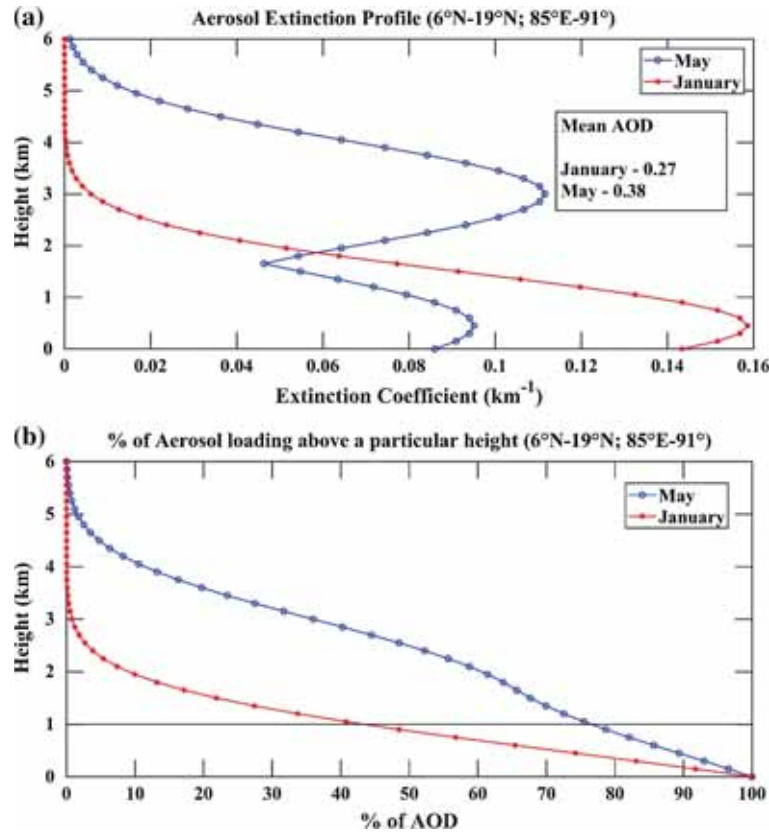 (a)
Aerosol Extinction Profile (6°N-19°N; 85°E-91°)
6
5
4
3
2
1
0
Height (km)
May
January
Mean AOD
January - 0.27
May - 0.38
0 0.02 0.04 0.06 0.08 0.1 0.12 0.14 0.16
Extinction Coefficient (km⁻¹)
(b)
% of Aerosol loading above a particular height (6°N-19°N; 85°E-91°)
6
5
4
3
2
1
0
Height (km)
May
January
0 10 20 30 40 50 60 70 80 90 100
% of AOD